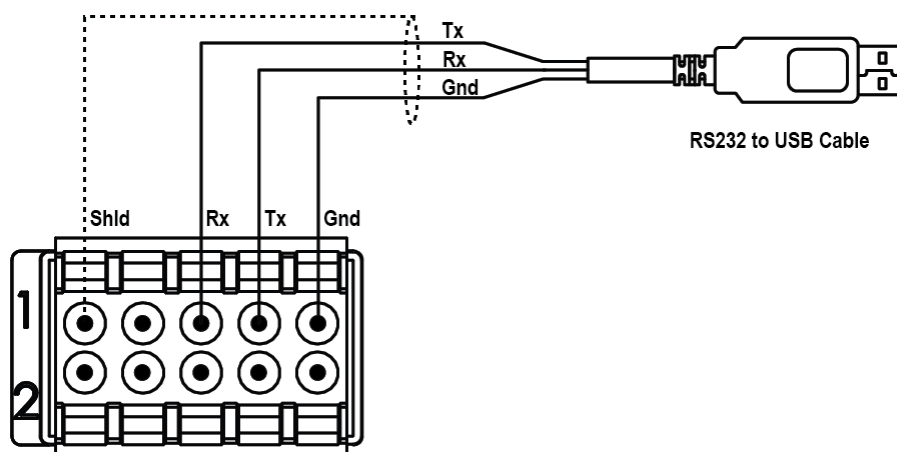 Tx
Rx
Gnd
RS232 to USB Cable
Shld Rx Tx Gnd
1
2